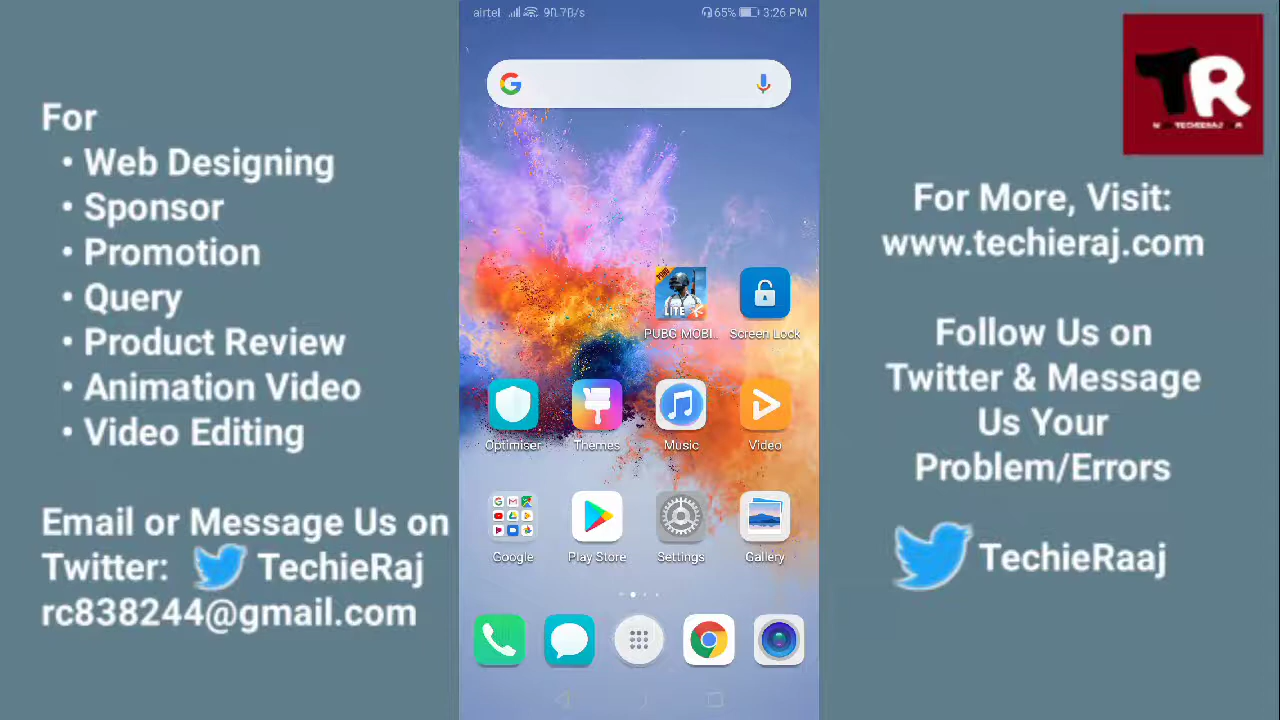 For
• Web Designing
• Sponsor
• Promotion
• Query
• Product Review
• Animation Video
• Video Editing
Email or Message Us on
Twitter: TechieRaj
rc838244@gmail.com
airtel 65% 3:26 PM
LITE
PUBG MOBI.. Screen Lock
Optimiser Themes Music Video
Google Play Store Settings Gallery
TR
For More, Visit:
www.techieraj.com
Follow Us on
Twitter & Message
Us Your
Problem/Errors
TechieRaaj